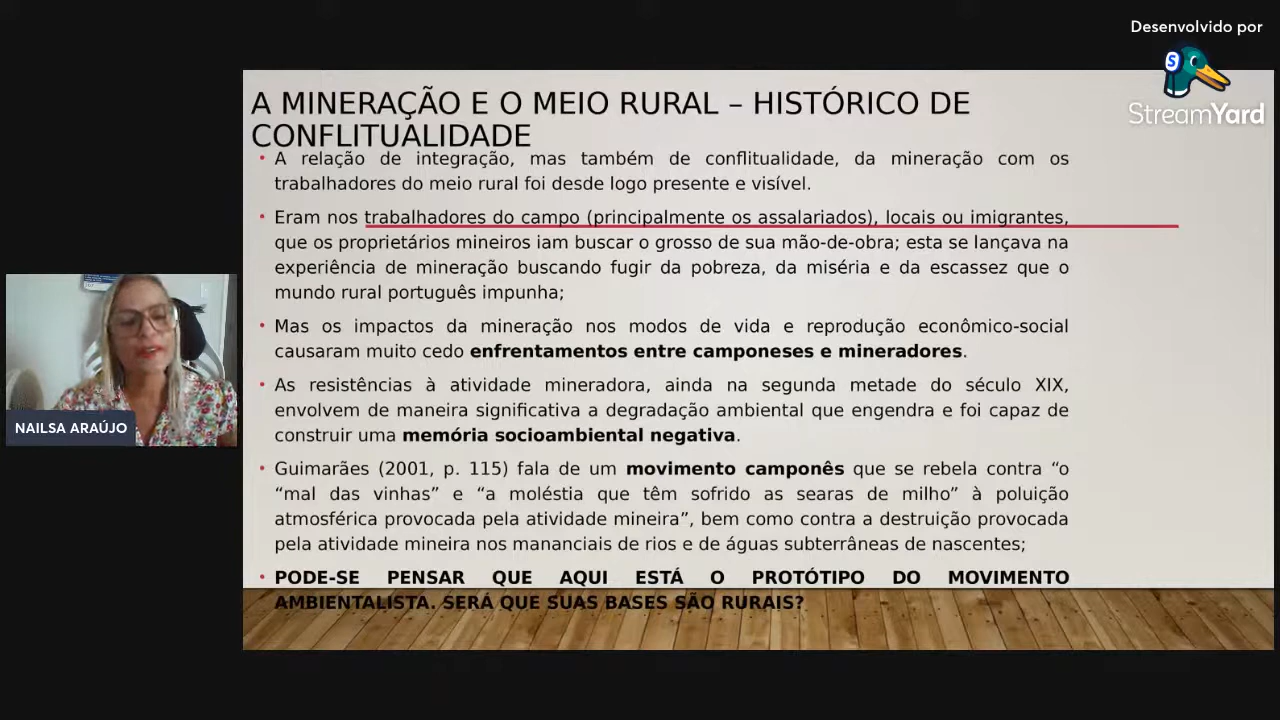 Desenvolvido por
StreamYard
A MINERAÇÃO E O MEIO RURAL – HISTÓRICO DE
CONFLITUALIDADE
• A relação de integração, mas também de conflitualidade, da mineração com os
trabalhadores do meio rural foi desde logo presente e visível.
• Eram nos trabalhadores do campo (principalmente os assalariados), locais ou imigrantes,
que os proprietários mineiros iam buscar o grosso de sua mão-de-obra; esta se lançava na
experiência de mineração buscando fugir da pobreza, da miséria e da escassez que o
mundo rural português impunha;
• Mas os impactos da mineração nos modos de vida e reprodução econômico-social
causaram muito cedo enfrentamentos entre camponeses e mineradores.
• As resistências à atividade mineradora, ainda na segunda metade do século XIX,
envolvem de maneira significativa a degradação ambiental que engendra e foi capaz de
construir uma memória socioambiental negativa.
• Guimarães (2001, p. 115) fala de um movimento camponês que se rebela contra “o
“mal das vinhas” e “a moléstia que têm sofrido as searas de milho” à poluição
atmosférica provocada pela atividade mineira”, bem como contra a destruição provocada
pela atividade mineira nos mananciais de rios e de águas subterrâneas de nascentes;
• PODE-SE PENSAR QUE AQUI ESTÁ O PROTÓTIPO DO MOVIMENTO
AMBIENTALISTA. SERÁ QUE SUAS BASES SÃO RURAIS?
NAILSA ARAÚJO